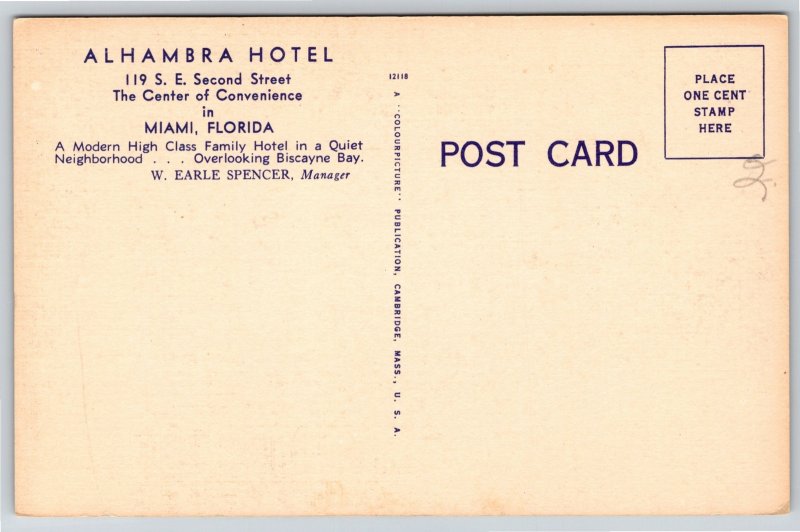 ALHAMBRA HOTEL
119 S. E. Second Street
The Center of Convenience
in
MIAMI, FLORIDA
A Modern High Class Family Hotel in a Quiet
Neighborhood . . . Overlooking Biscayne Bay.
W. EARLE SPENCER, Manager
12118
A "COLOURPICTURE" PUBLICATION, CAMBRIDGE, MASS., U. S. A.
POST CARD
PLACE
ONE CENT
STAMP
HERE